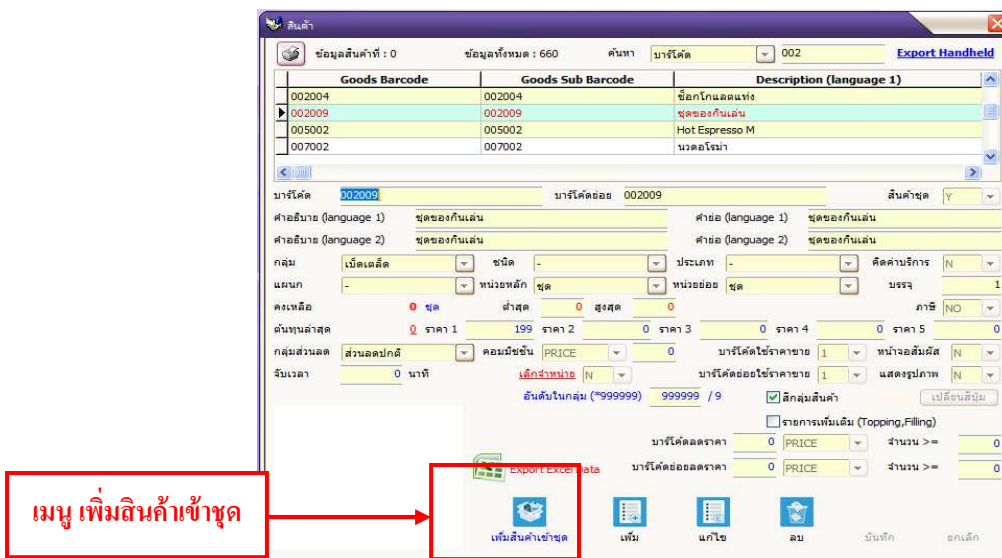 สินค้า
ข้อมูลสินค้าที่ : 0 ข้อมูลทั้งหมด : 660 ค้นหา บาร์โค้ด 002 Export Handheld
Goods Barcode Goods Sub Barcode Description (language 1)
002004 002004 ช็อกโกแลตแท่ง
002009 002009 ชุดของกินเล่น
005002 005002 Hot Espresso M
007002 007002 นวดอโรม่า
บาร์โค้ด 002009 บาร์โค้ดย่อย 002009 สินค้าชุด Y
คำอธิบาย (language 1) ชุดของกินเล่น คำย่อ (language 1) ชุดของกินเล่น
คำอธิบาย (language 2) ชุดของกินเล่น คำย่อ (language 2) ชุดของกินเล่น
กลุ่ม เบ็ดเตล็ด ชนิด - ประเภท - คิดค่าบริการ N
แผนก - หน่วยหลัก ชุด หน่วยย่อย ชุด บรรจุ 1
คงเหลือ 0 ชุด ต่ำสุด 0 สูงสุด 0 ภาษี NO
ต้นทุนล่าสุด 0 ราคา 1 199 ราคา 2 0 ราคา 3 0 ราคา 4 0 ราคา 5 0
กลุ่มส่วนลด ส่วนลดปกติ คอมมิชชั่น PRICE 0 บาร์โค้ดใช้ราคาขาย 1 หน้าจอสัมผัส N
จับเวลา 0 นาที เลิกจำหน่าย N บาร์โค้ดย่อยใช้ราคาขาย 1 แสดงรูปภาพ N
อันดับในกลุ่ม (*999999) 999999 / 9 สีกลุ่มสินค้า เปลี่ยนสีปุ่ม
รายการเพิ่มเติม (Topping,Filling)
บาร์โค้ดลดราคา 0 PRICE จำนวน >= 0
Export Excel Data บาร์โค้ดย่อยลดราคา 0 PRICE จำนวน >= 0
เมนู เพิ่มสินค้าเข้าชุด
เพิ่มสินค้าเข้าชุด เพิ่ม แก้ไข ลบ บันทึก ยกเลิก